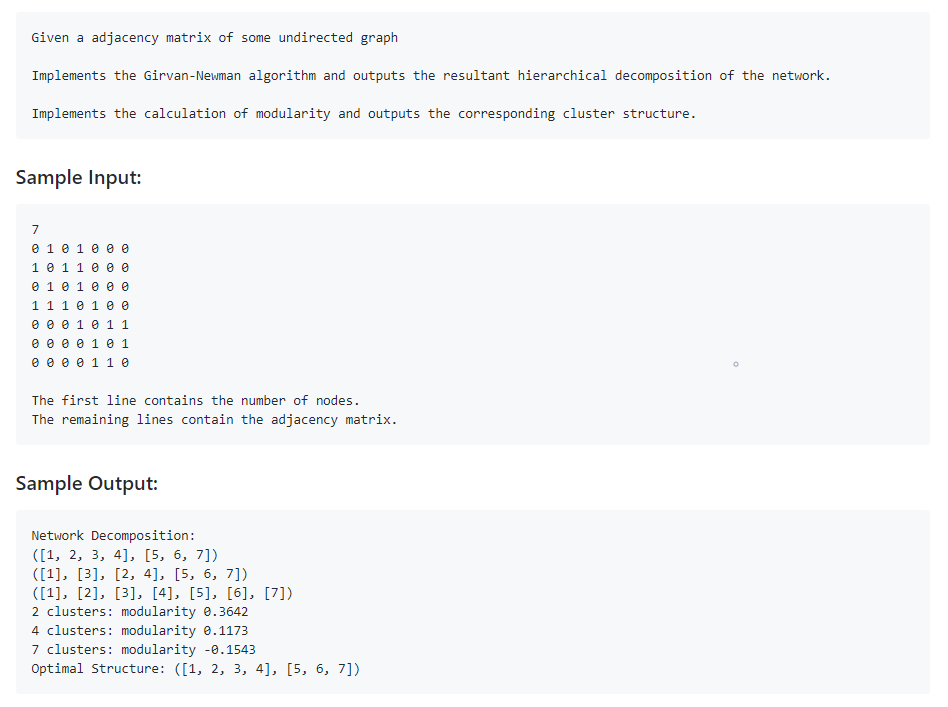 Given a adjacency matrix of some undirected graph
Implements the Girvan-Newman algorithm and outputs the resultant hierarchical decomposition of the network.
Implements the calculation of modularity and outputs the corresponding cluster structure.
Sample Input:
7
0 1 0 1 0 0 0
1 0 1 1 0 0 0
0 1 0 1 0 0 0
1 1 1 0 1 0 0
0 0 0 1 0 1 1
0 0 0 0 1 0 1
0 0 0 0 1 1 0
The first line contains the number of nodes.
The remaining lines contain the adjacency matrix.
Sample Output:
Network Decomposition:
([1, 2, 3, 4], [5, 6, 7])
([1], [3], [2, 4], [5, 6, 7])
([1], [2], [3], [4], [5], [6], [7])
2 clusters: modularity 0.3642
4 clusters: modularity 0.1173
7 clusters: modularity -0.1543
Optimal Structure: ([1, 2, 3, 4], [5, 6, 7])